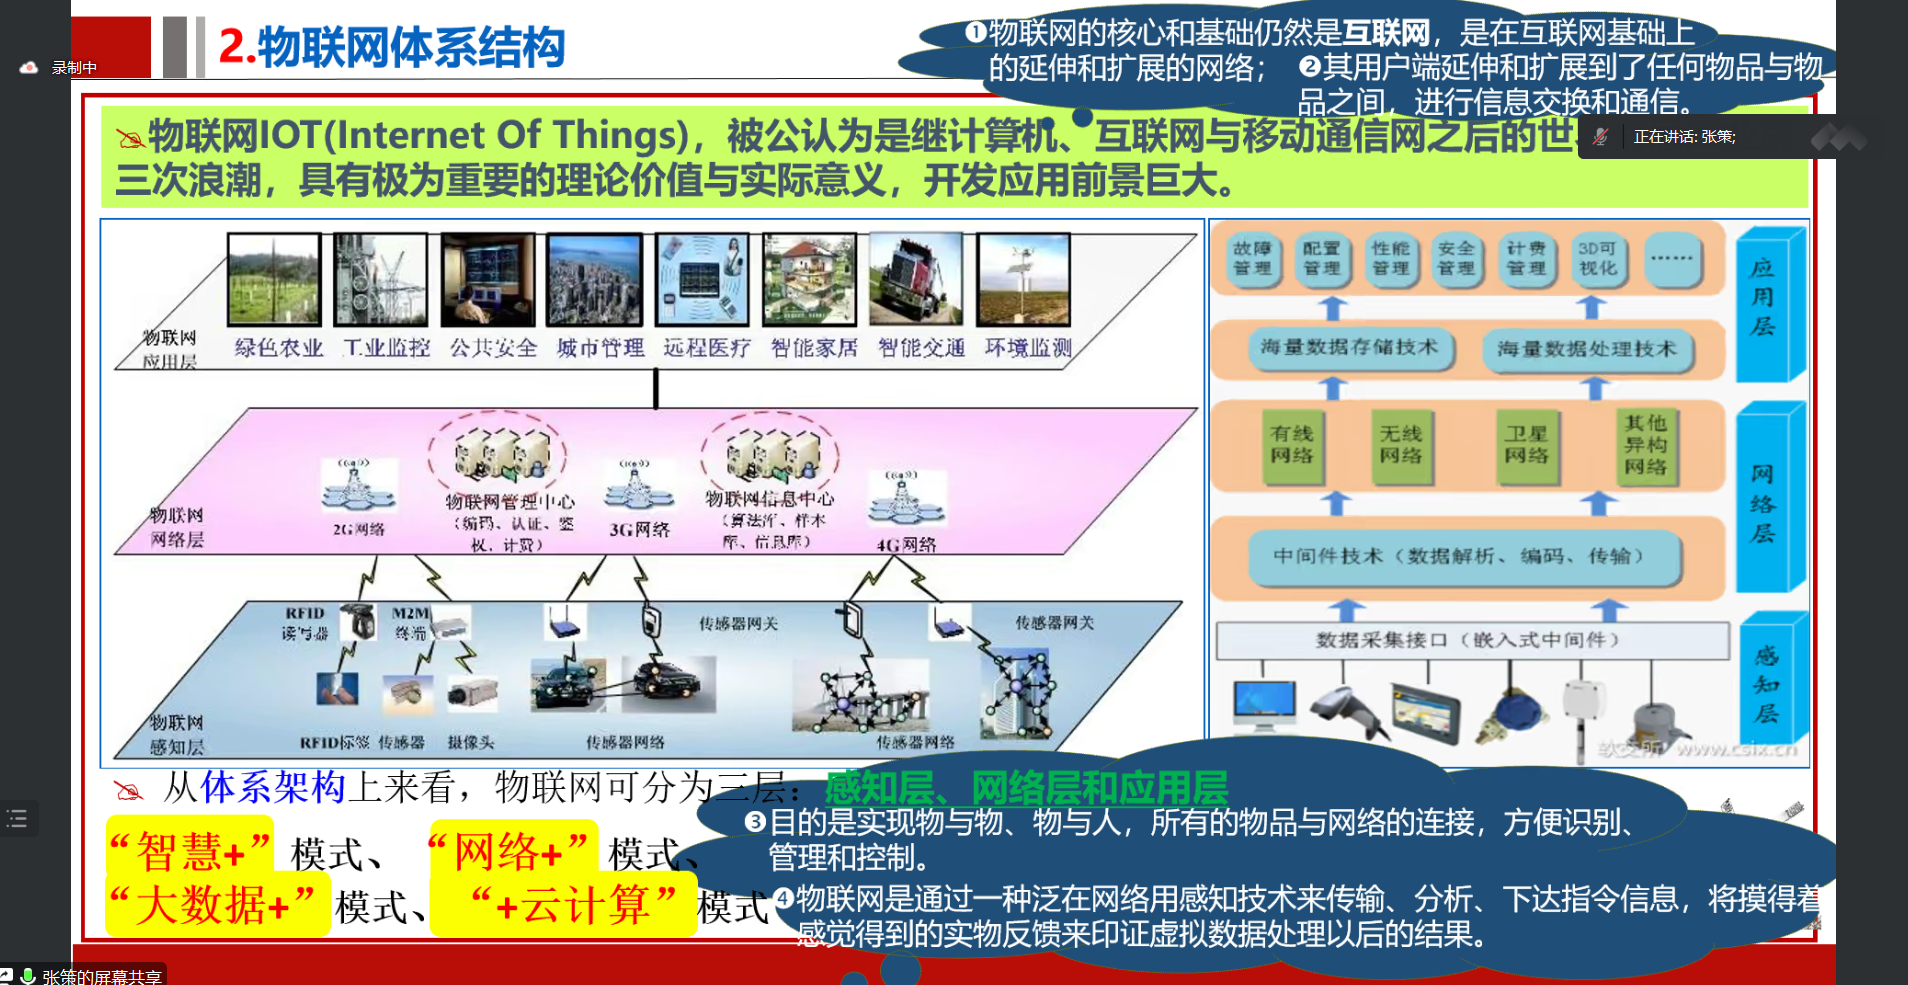 录制中
2.物联网体系结构
❶物联网的核心和基础仍然是互联网，是在互联网基础上
的延伸和扩展的网络；
❷其用户端延伸和扩展到了任何物品与物
品之间，进行信息交换和通信。
物联网IOT(Internet Of Things)，被公认为是继计算机、互联网与移动通信网之后的世
三次浪潮，具有极为重要的理论价值与实际意义，开发应用前景巨大。
正在讲话: 张策;
物联网
应用层
绿色农业 工业监控 公共安全 城市管理 远程医疗 智能家居 智能交通 环境监测
物联网
网络层
2G网络
物联网管理中心
（编码、认证、鉴
权、计费）
3G网络
物联网信息中心
（算法库、样本
库、信息库）
4G网络
物联网
感知层
RFID
读写器
M2M
终端
传感器网关
传感器网关
RFID标签 传感器 摄像头 传感器网络 传感器网络
故障
管理
配置
管理
性能
管理
安全
管理
计费
管理
3D可
视化
……
应用层
海量数据存储技术
海量数据处理技术
有线
网络
无线
网络
卫星
网络
其他
异构
网络
网络层
中间件技术（数据解析、编码、传输）
数据采集接口（嵌入式中间件）
感知层
软交所 www.csix.cn
从体系架构上来看，物联网可分为三层：感知层、网络层和应用层
“智慧+”模式、“网络+”模式、
“大数据+”模式、“+云计算”模式
❸目的是实现物与物、物与人，所有的物品与网络的连接，方便识别、
管理和控制。
❹物联网是通过一种泛在网络用感知技术来传输、分析、下达指令信息，将摸得着
感觉得到的实物反馈来印证虚拟数据处理以后的结果。
张策的屏幕共享